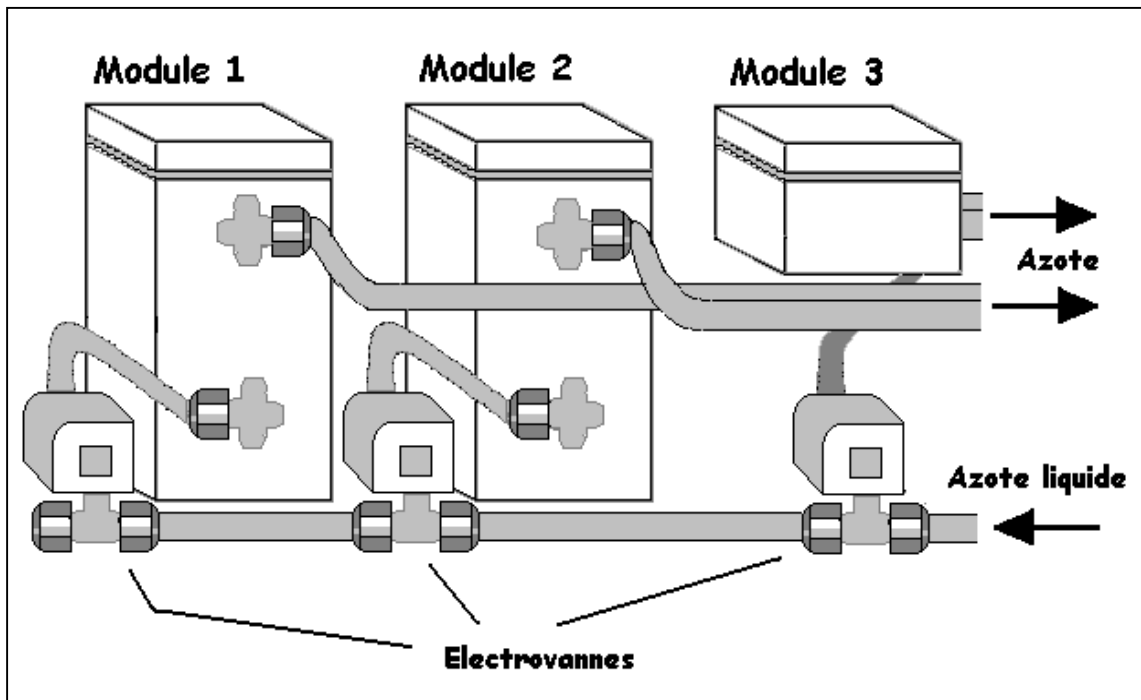 Module 1
Module 2
Module 3
Azote
Azote liquide
Electrovannes